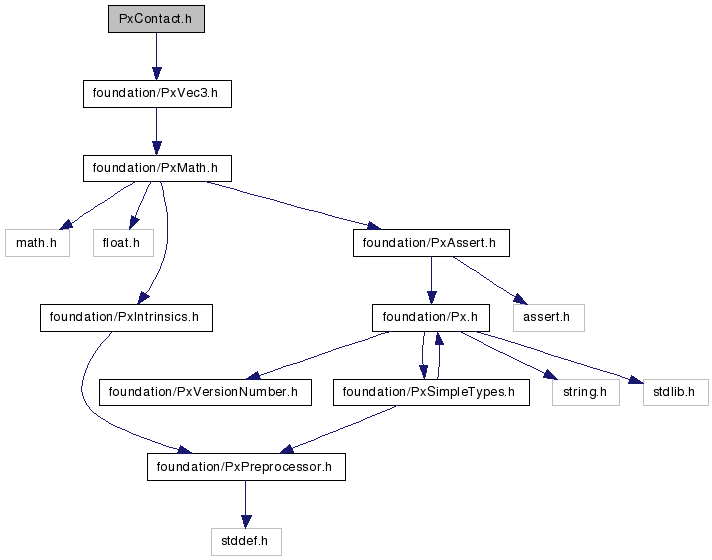 PxContact.h
foundation/PxVec3.h
foundation/PxMath.h
math.h
float.h
foundation/PxAssert.h
foundation/PxIntrinsics.h
foundation/Px.h
assert.h
foundation/PxVersionNumber.h
foundation/PxSimpleTypes.h
string.h
stdlib.h
foundation/PxPreprocessor.h
stddef.h